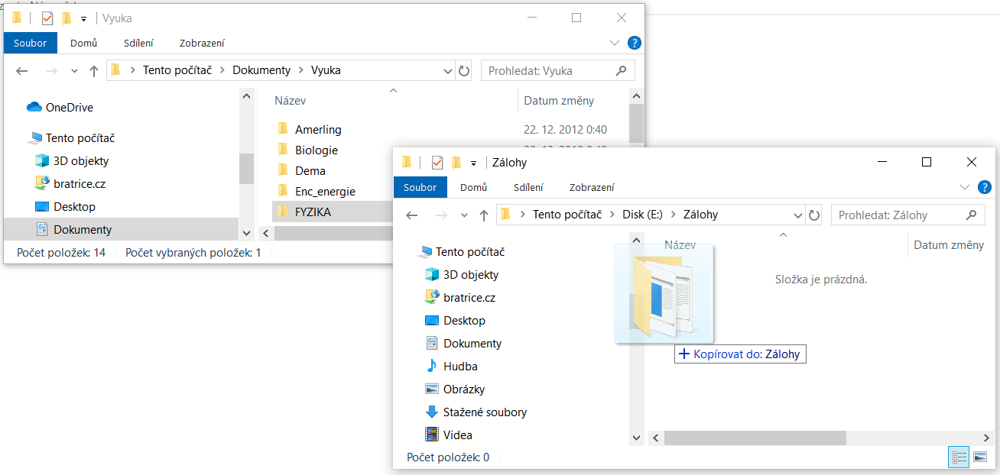 Vyuka
Soubor Domů Sdílení Zobrazení ?
Tento počítač > Dokumenty > Vyuka
Prohledat: Vyuka
OneDrive
Tento počítač
3D objekty
bratrice.cz
Desktop
Dokumenty
Název Datum změny
Amerling 22. 12. 2012 0:40
Biologie
Dema
Enc_energie
FYZIKA
Počet položek: 14 Počet vybraných položek: 1
Zálohy
Soubor Domů Sdílení Zobrazení ?
Tento počítač > Disk (E:) > Zálohy
Prohledat: Zálohy
Tento počítač
3D objekty
bratrice.cz
Desktop
Dokumenty
Hudba
Obrázky
Stažené soubory
Videa
Název Datum změny
Složka je prázdná.
+ Kopírovat do: Zálohy
Počet položek: 0